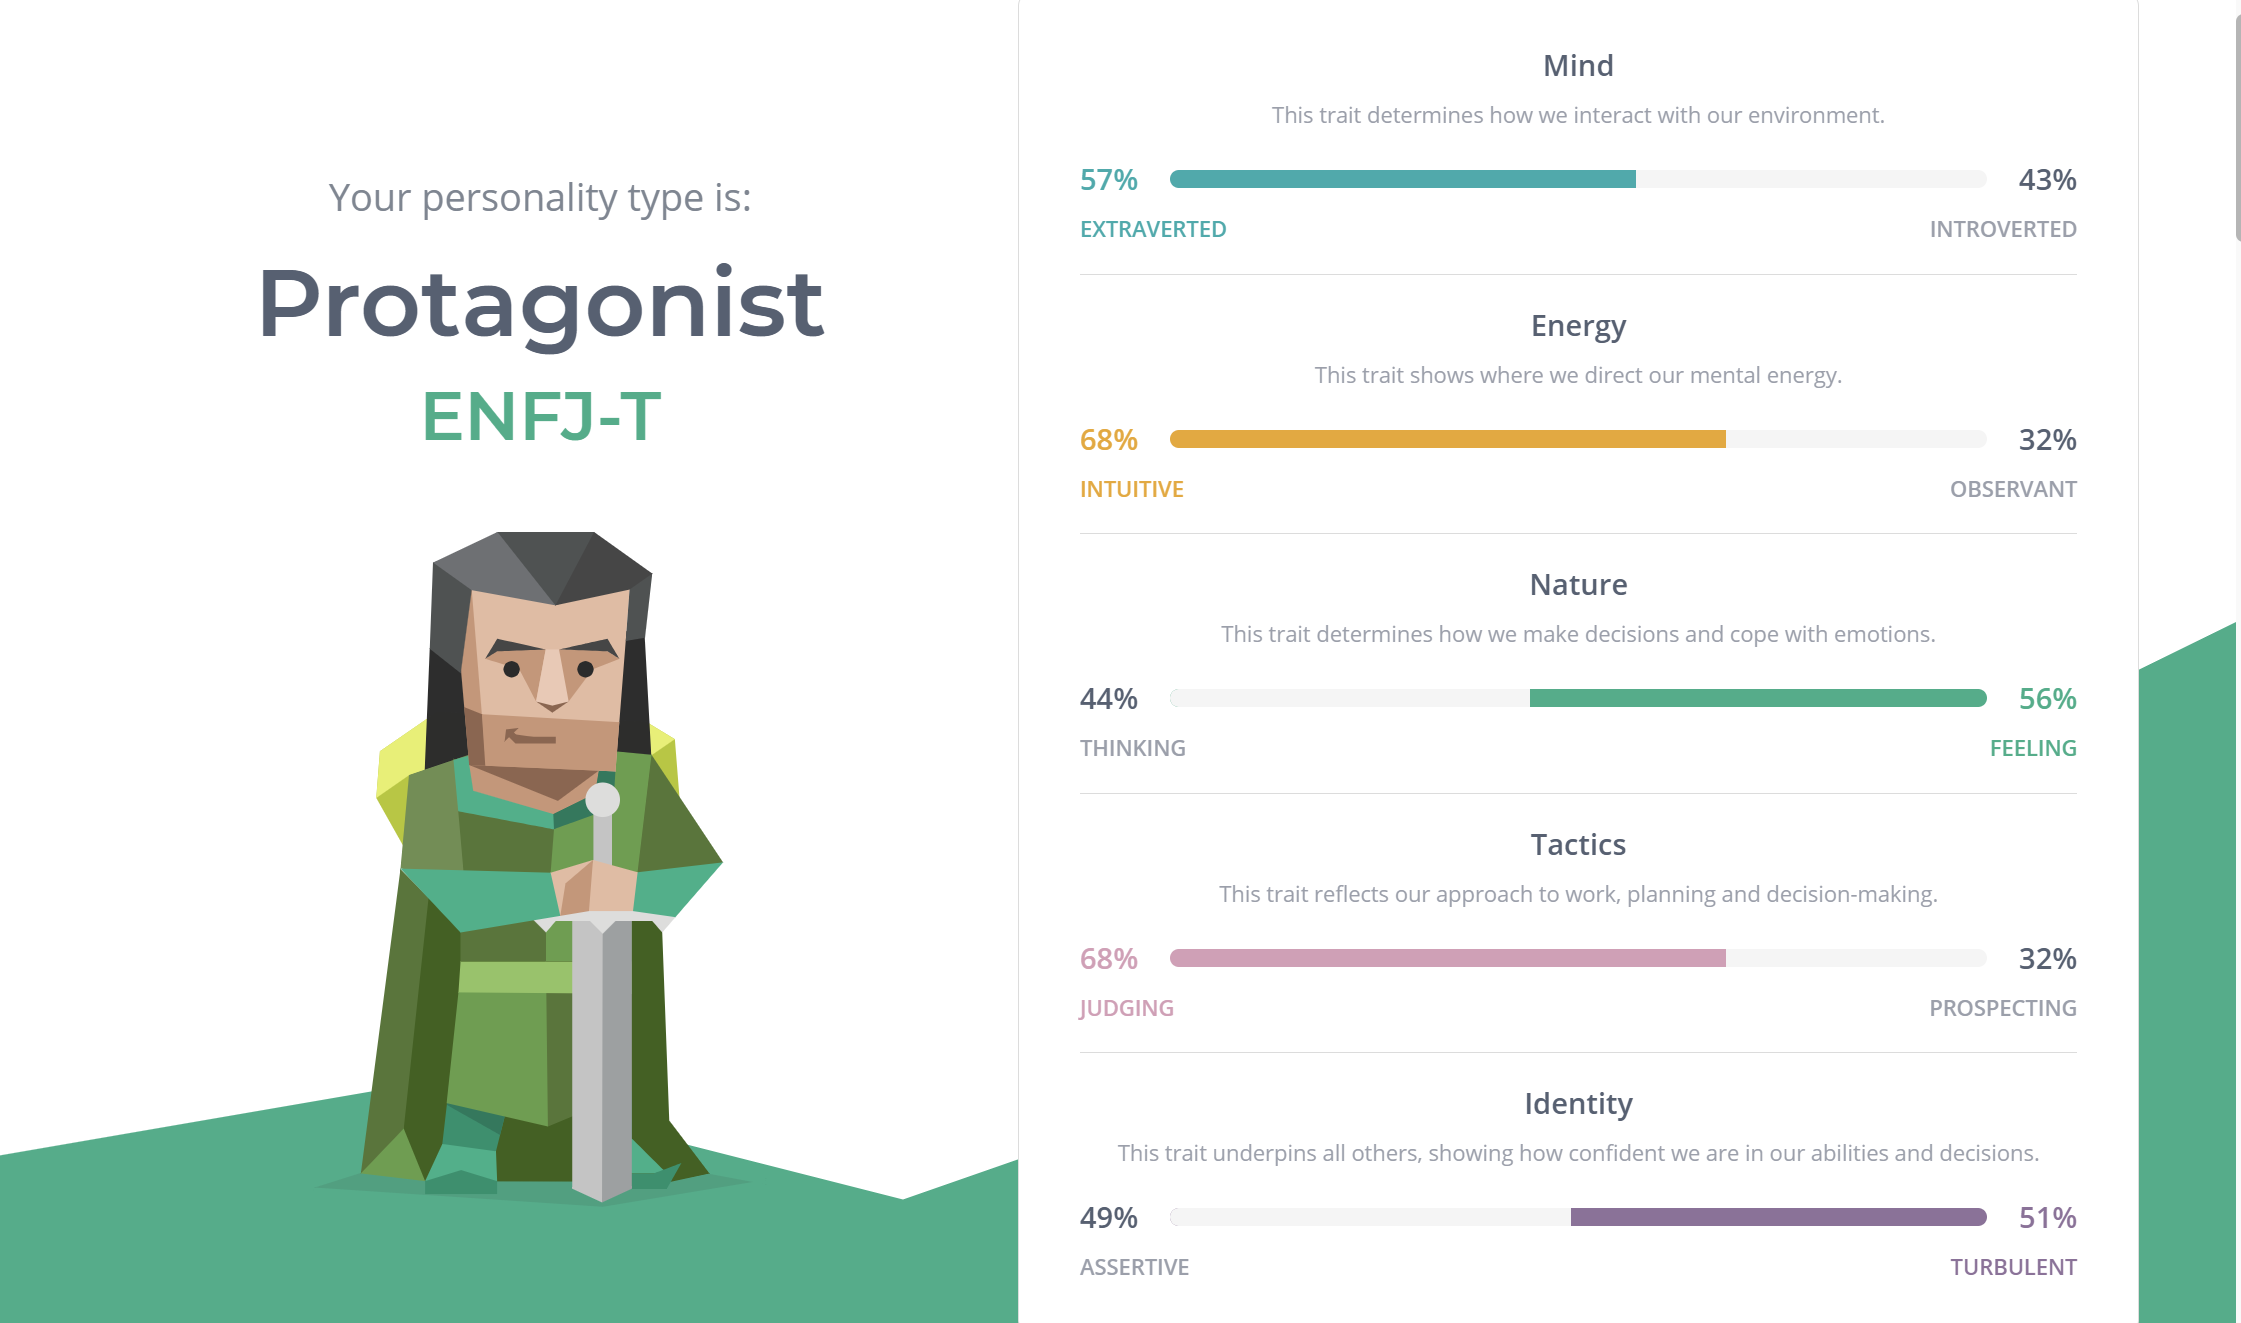 Your personality type is:
Protagonist
ENFJ-T
Mind
This trait determines how we interact with our environment.
57% 43%
EXTRAVERTED INTROVERTED
Energy
This trait shows where we direct our mental energy.
68% 32%
INTUITIVE OBSERVANT
Nature
This trait determines how we make decisions and cope with emotions.
44% 56%
THINKING FEELING
Tactics
This trait reflects our approach to work, planning and decision-making.
68% 32%
JUDGING PROSPECTING
Identity
This trait underpins all others, showing how confident we are in our abilities and decisions.
49% 51%
ASSERTIVE TURBULENT